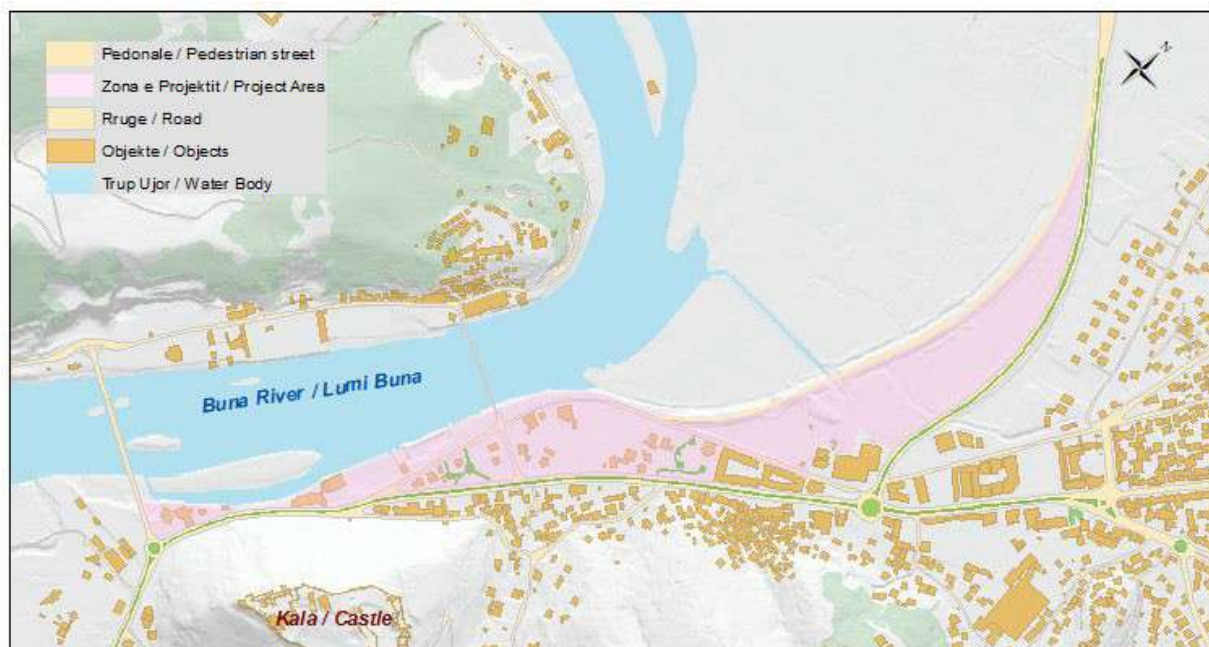 Pedonale / Pedestrian street
Zona e Projektit / Project Area
Rruge / Road
Objekte / Objects
Trup Ujor / Water Body
N
Buna River / Lumi Buna
Kala / Castle